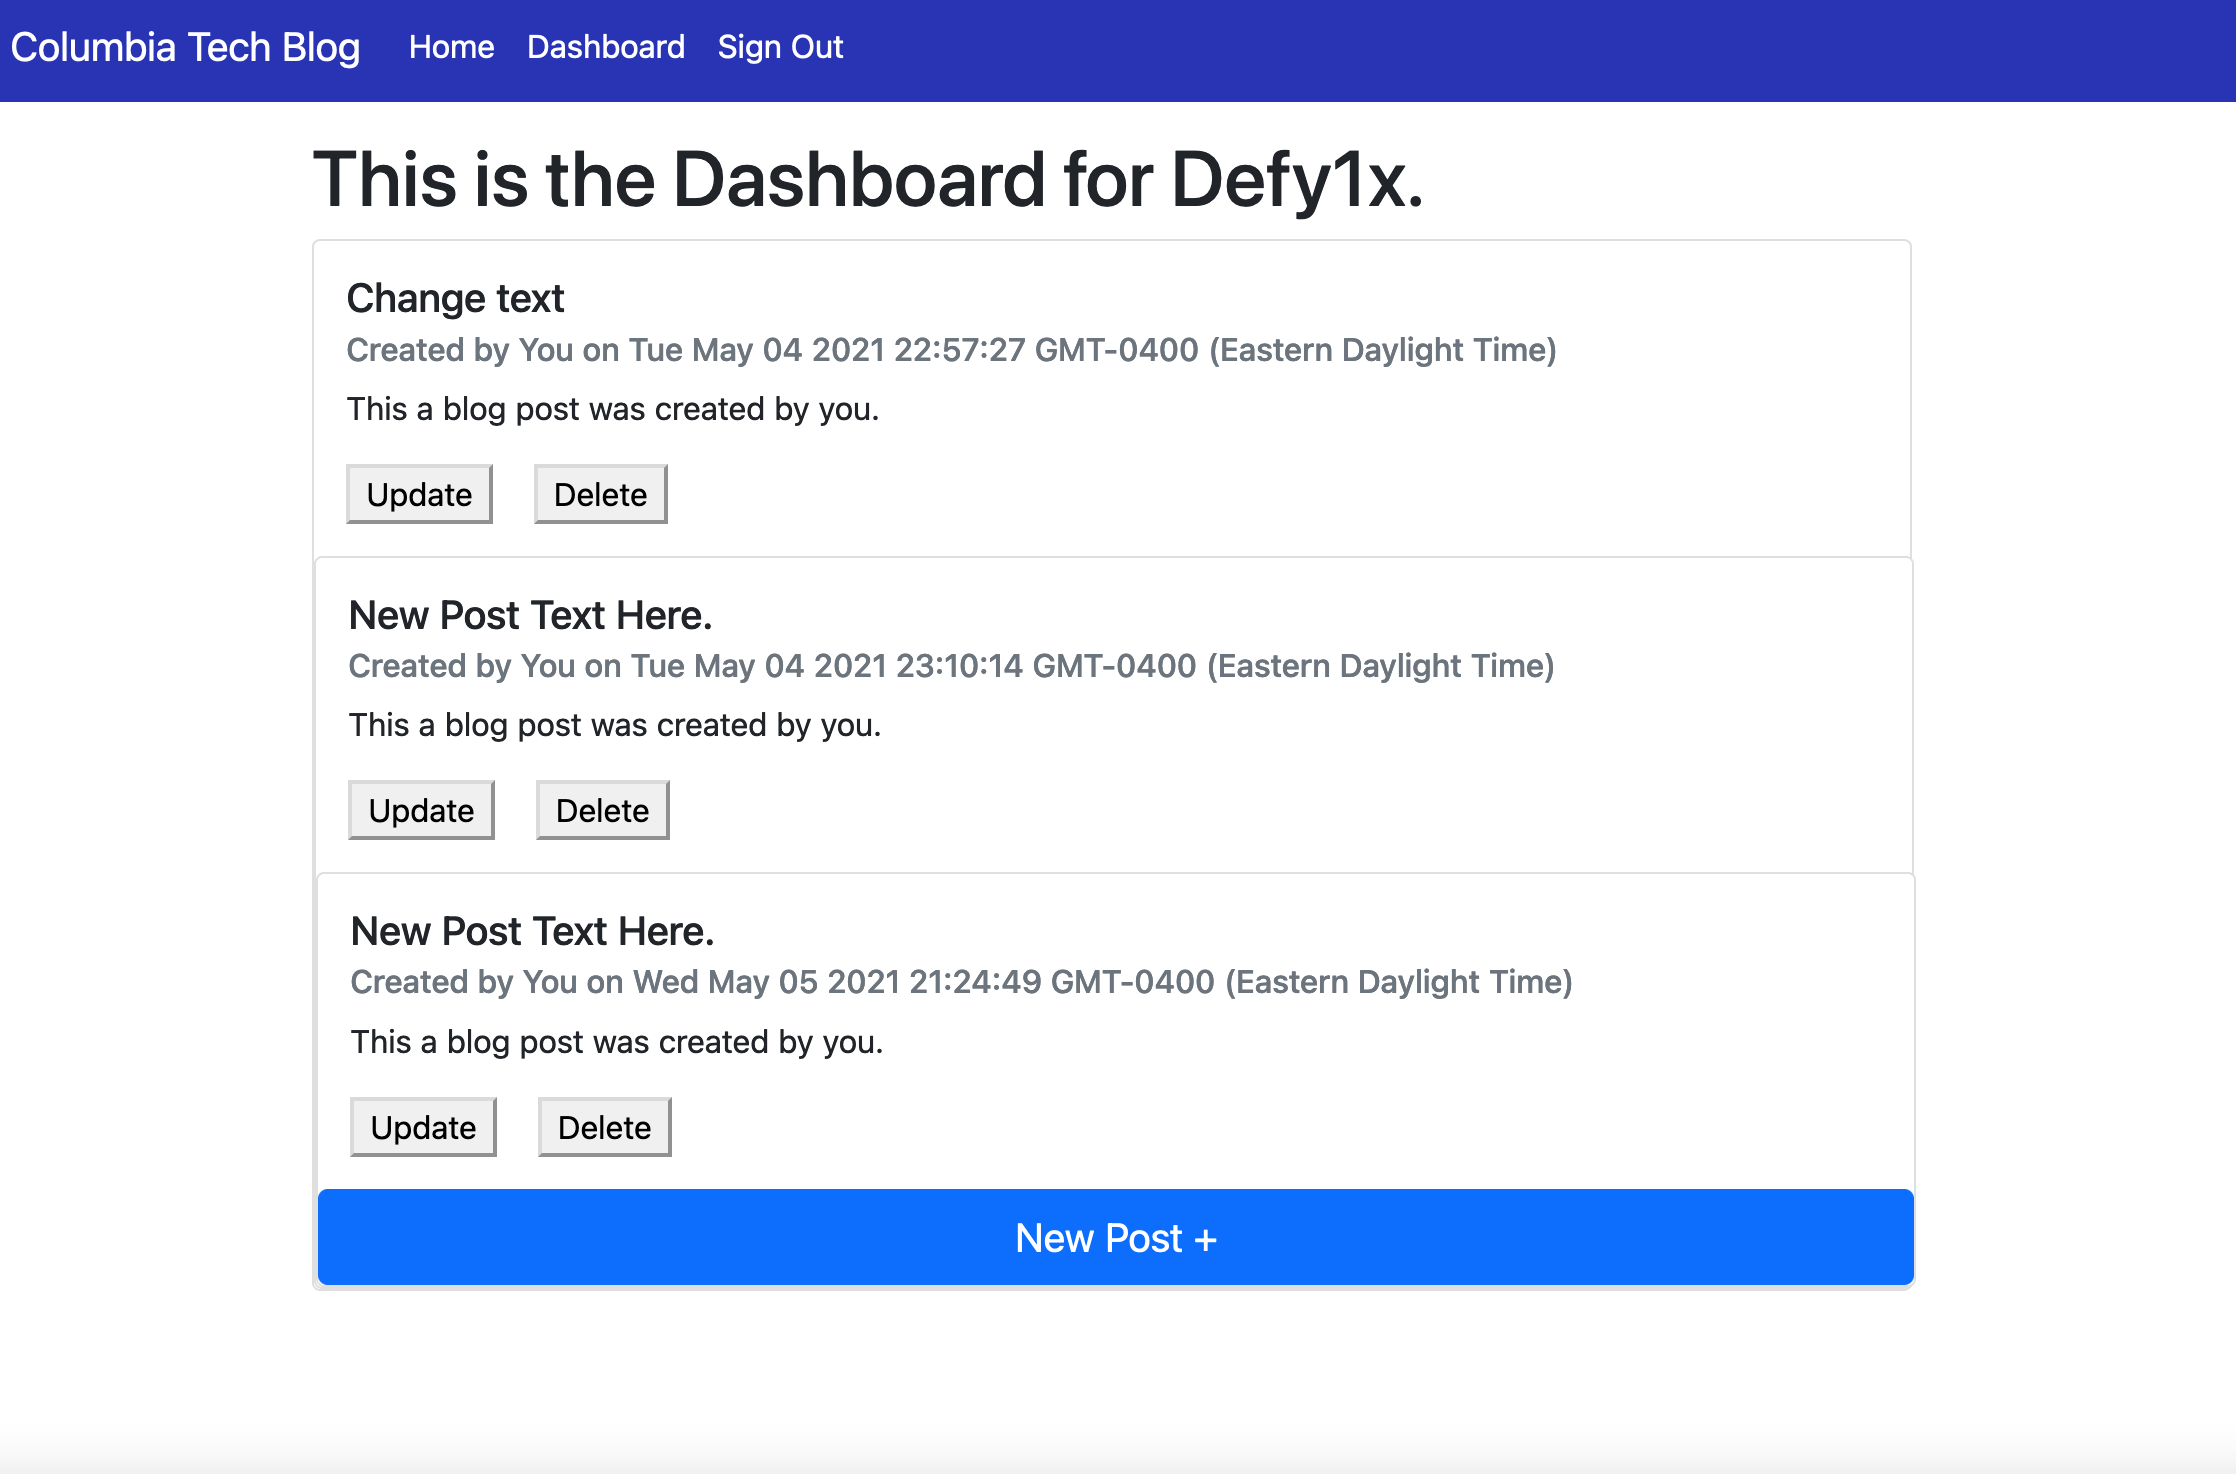 Columbia Tech Blog Home Dashboard Sign Out
This is the Dashboard for Defy1x.
Change text
Created by You on Tue May 04 2021 22:57:27 GMT-0400 (Eastern Daylight Time)
This a blog post was created by you.
Update Delete
New Post Text Here.
Created by You on Tue May 04 2021 23:10:14 GMT-0400 (Eastern Daylight Time)
This a blog post was created by you.
Update Delete
New Post Text Here.
Created by You on Wed May 05 2021 21:24:49 GMT-0400 (Eastern Daylight Time)
This a blog post was created by you.
Update Delete
New Post +